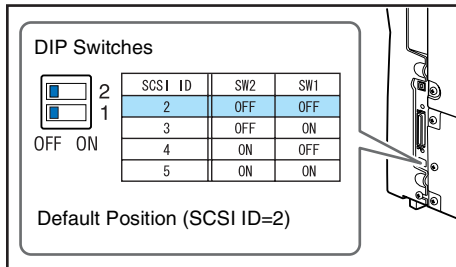 DIP Switches
2
1
OFF ON
SCSI ID SW2 SW1
2 OFF OFF
3 OFF ON
4 ON OFF
5 ON ON
Default Position (SCSI ID=2)